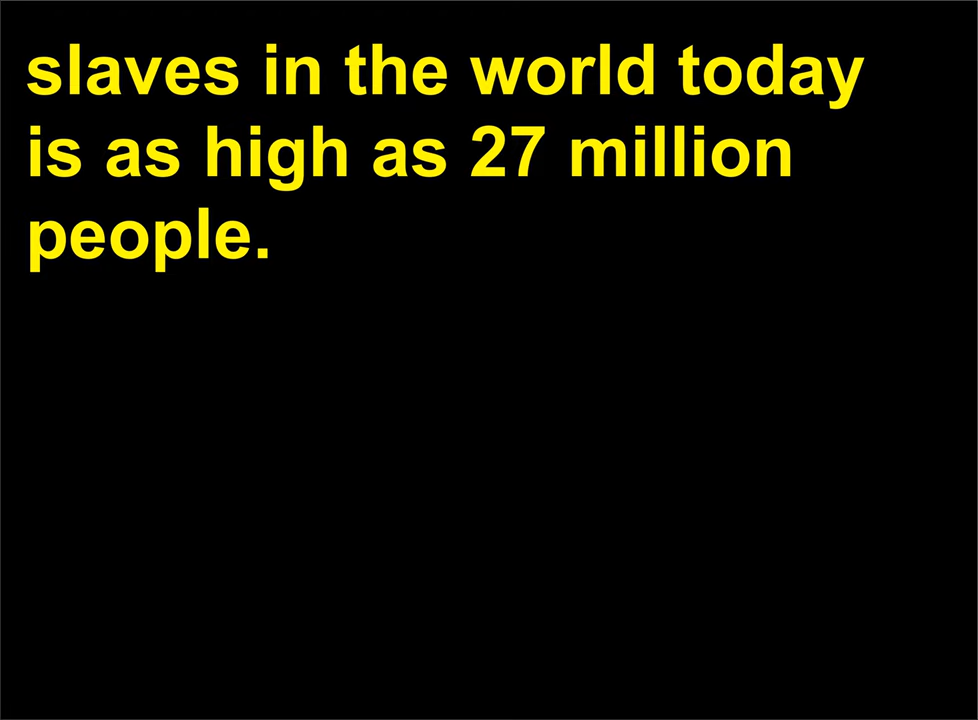 slaves in the world today
is as high as 27 million
people.